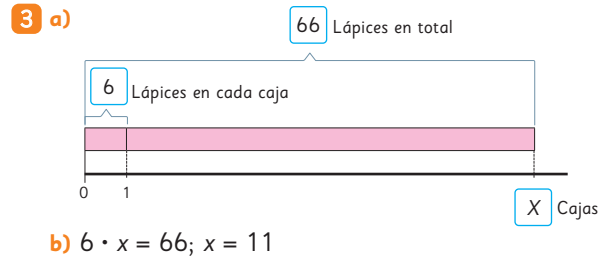 3 a)
66 Lápices en total
6 Lápices en cada caja
0 1
X Cajas
b) 6 · x = 66; x = 11